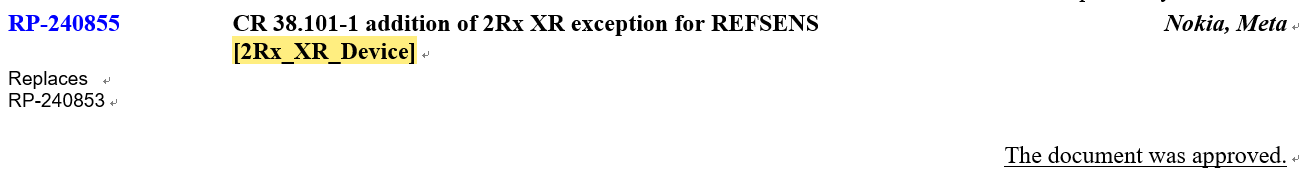 RP-240855 CR 38.101-1 addition of 2Rx XR exception for REFSENS Nokia, Meta
[2Rx_XR_Device]
Replaces
RP-240853
The document was approved.